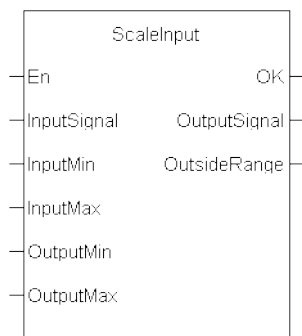 ScaleInput
En OK
InputSignal OutputSignal
InputMin OutsideRange
InputMax
OutputMin
OutputMax